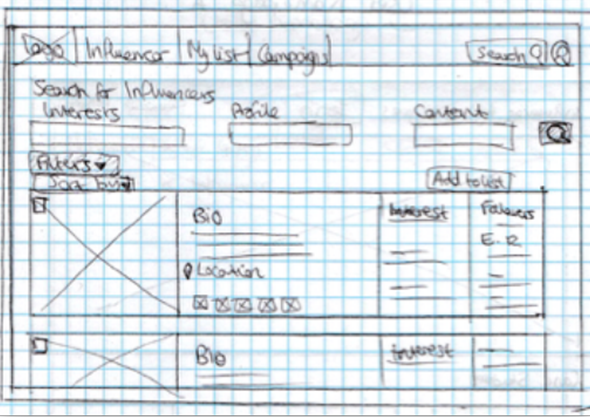 Logo Influencer My list Campaigns Search
Search for Influencers
Interests Profile Content
Filters
Sort by
Add to list
Bio Interest Followers
E.R
Location
Bio Interest